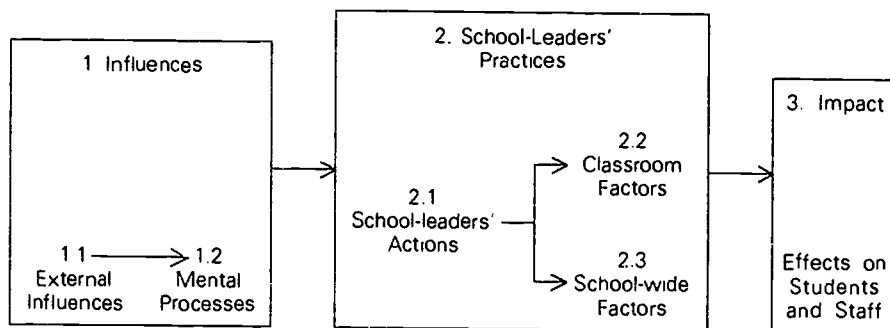 1 Influences
1 1
External
Influences
1.2
Mental
Processes
2. School-Leaders'
Practices
2.1
School-leaders'
Actions
2.2
Classroom
Factors
2.3
School-wide
Factors
3. Impact
Effects on
Students
and Staff